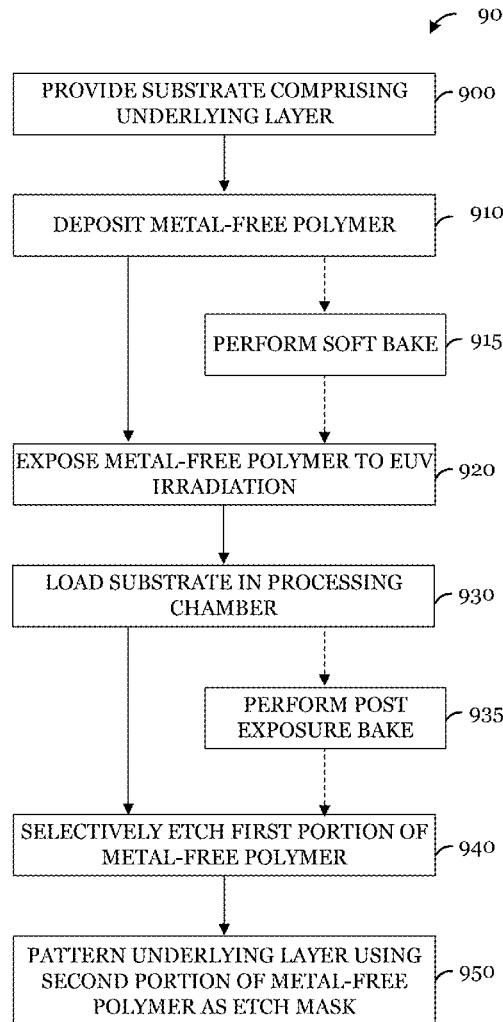 90
PROVIDE SUBSTRATE COMPRISING
UNDERLYING LAYER
900
DEPOSIT METAL-FREE POLYMER
910
PERFORM SOFT BAKE
915
EXPOSE METAL-FREE POLYMER TO EUV
IRRADIATION
920
LOAD SUBSTRATE IN PROCESSING
CHAMBER
930
PERFORM POST
EXPOSURE BAKE
935
SELECTIVELY ETCH FIRST PORTION OF
METAL-FREE POLYMER
940
PATTERN UNDERLYING LAYER USING
SECOND PORTION OF METAL-FREE
POLYMER AS ETCH MASK
950